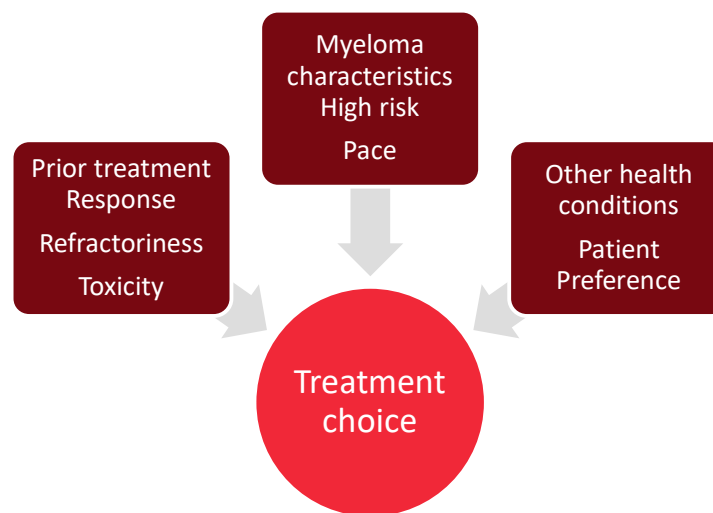 Myeloma
characteristics
High risk
Pace
Prior treatment
Response
Refractoriness
Toxicity
Other health
conditions
Patient
Preference
Treatment
choice